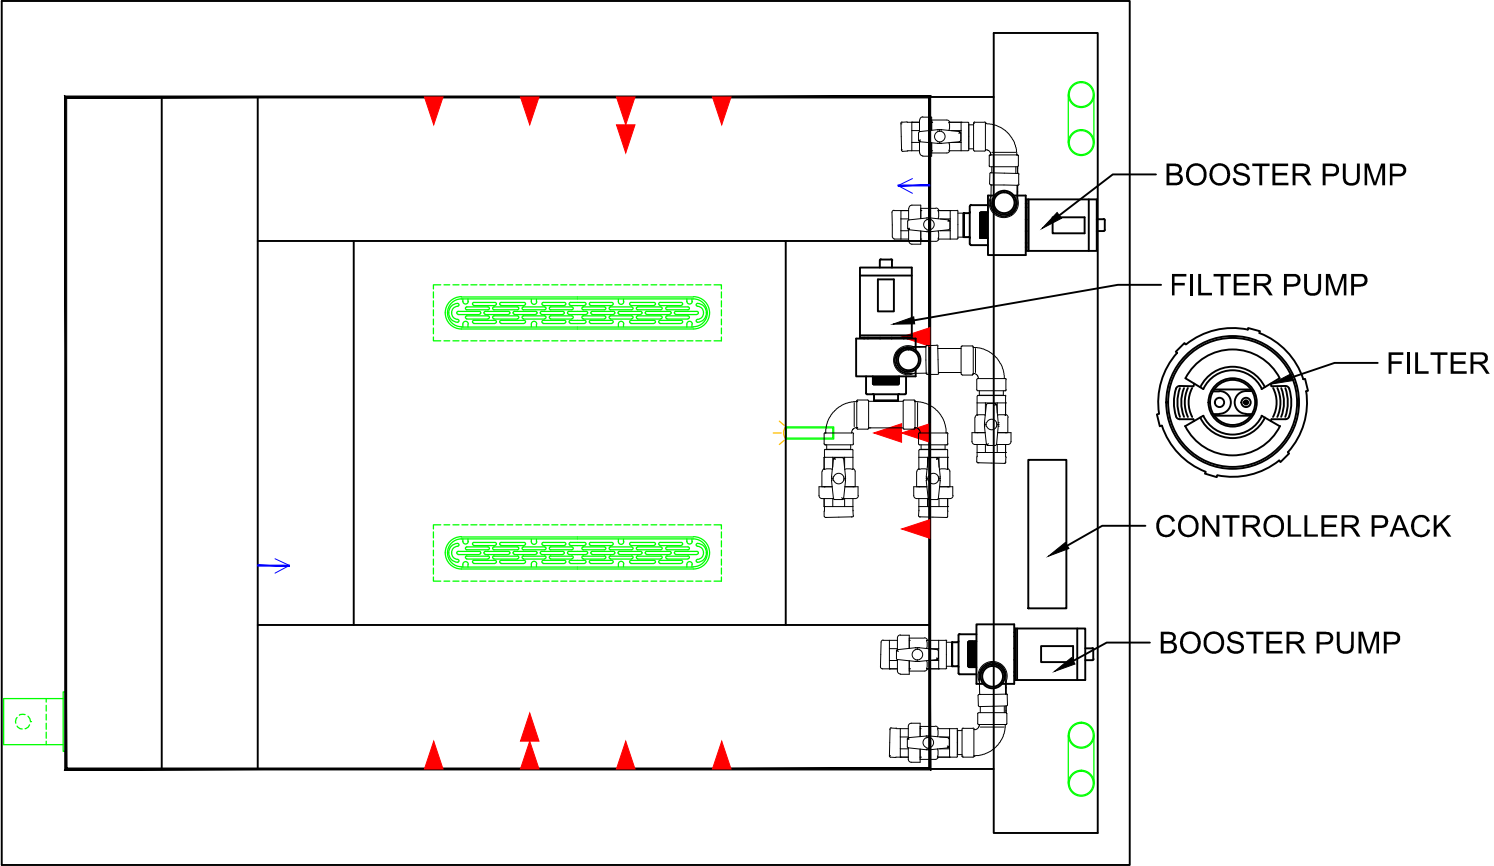 BOOSTER PUMP
FILTER PUMP
FILTER
CONTROLLER PACK
BOOSTER PUMP